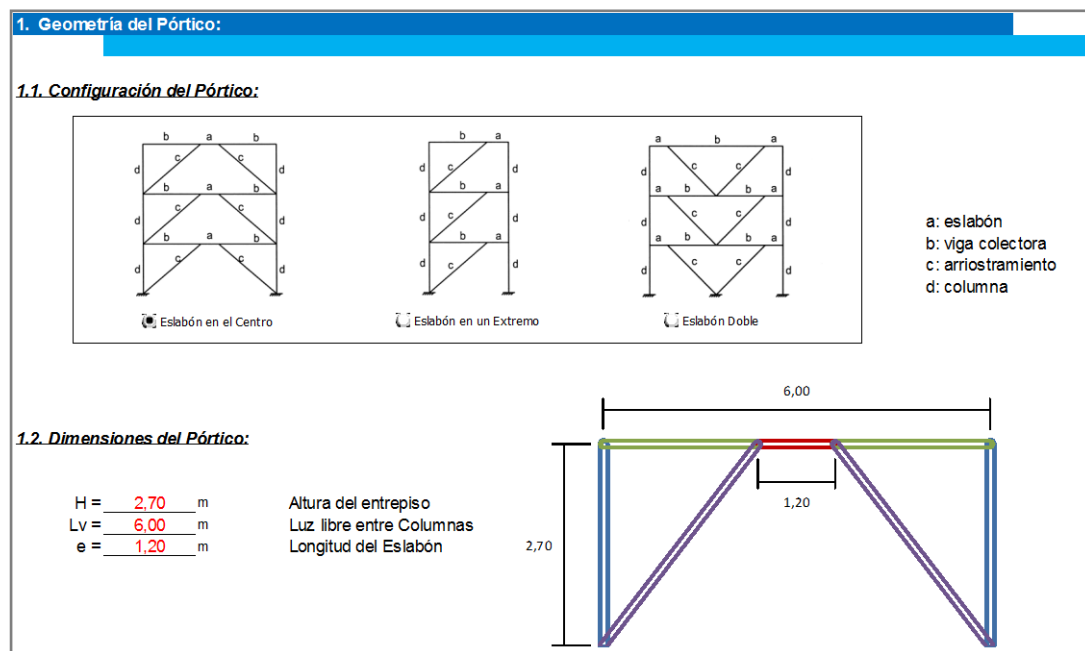 1. Geometría del Pórtico:
1.1. Configuración del Pórtico:
b a b
d c c d
b a b
d c c d
b a b
d c c d
Eslabón en el Centro
b a
d c d
b a
d c d
b a
d c d
Eslabón en un Extremo
a b a
d c c d
a b b a
d c c d
a b b a
d c c d
Eslabón Doble
a: eslabón
b: viga colectora
c: arriostramiento
d: columna
1.2. Dimensiones del Pórtico:
H = 2,70 m Altura del entrepiso
Lv = 6,00 m Luz libre entre Columnas
e = 1,20 m Longitud del Eslabón
6,00
1,20
2,70